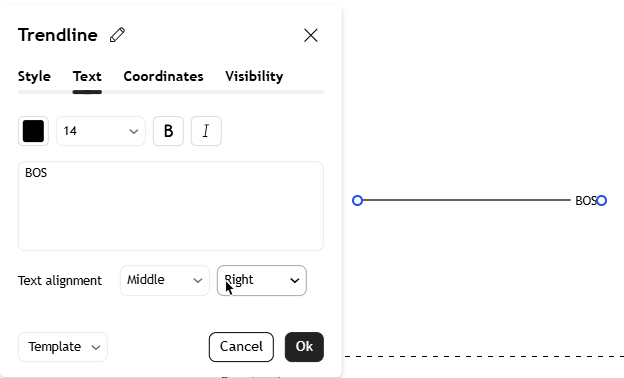 Trendline
Style Text Coordinates Visibility
14 B I
BOS
BOS
Text alignment Middle Right
Template Cancel Ok